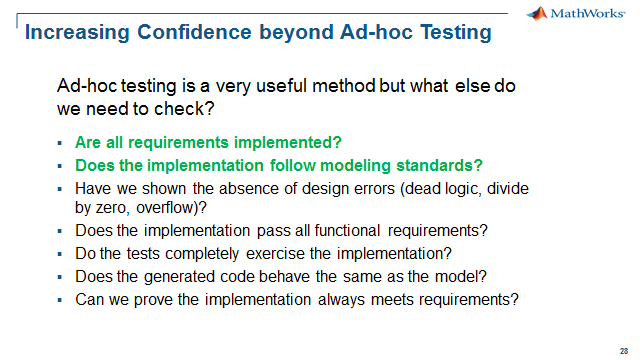 Increasing Confidence beyond Ad-hoc Testing
MathWorks®
Ad-hoc testing is a very useful method but what else do
we need to check?
▪ Are all requirements implemented?
▪ Does the implementation follow modeling standards?
▪ Have we shown the absence of design errors (dead logic, divide
by zero, overflow)?
▪ Does the implementation pass all functional requirements?
▪ Do the tests completely exercise the implementation?
▪ Does the generated code behave the same as the model?
▪ Can we prove the implementation always meets requirements?
28